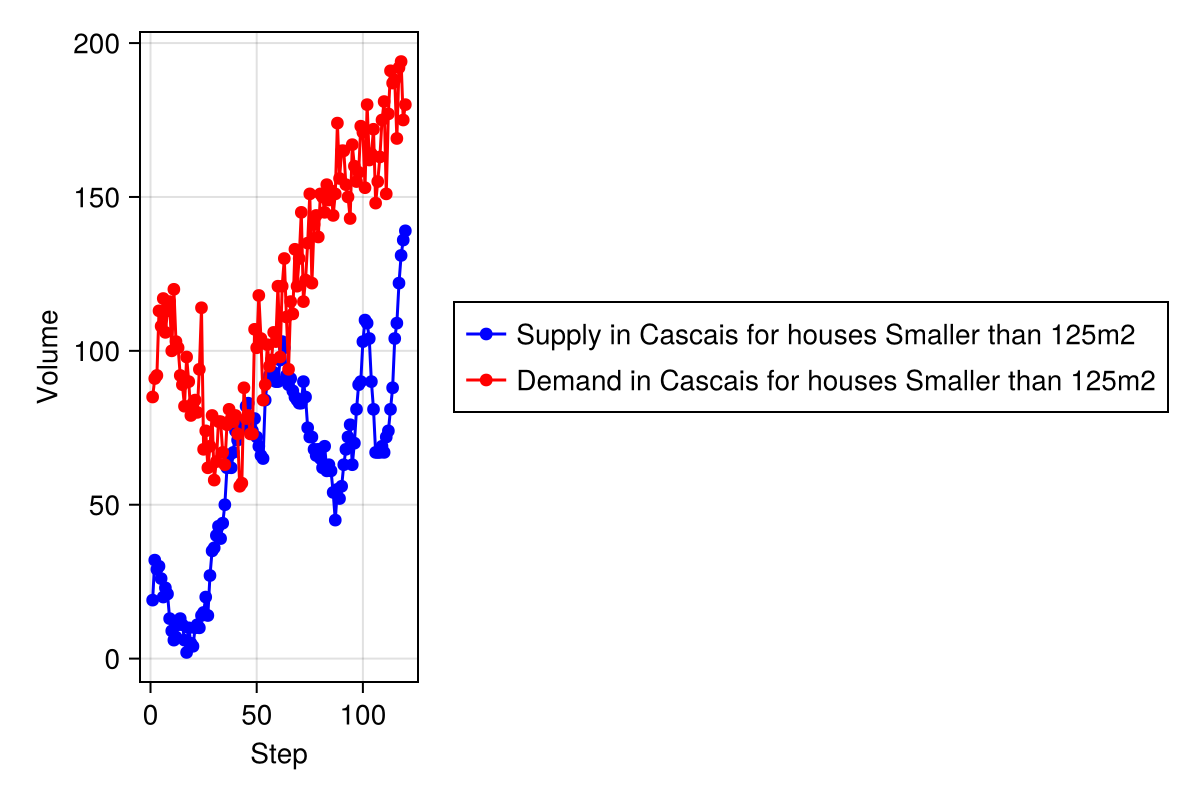 200
150
100
50
0
Volume
0 50 100
Step
Supply in Cascais for houses Smaller than 125m2
Demand in Cascais for houses Smaller than 125m2